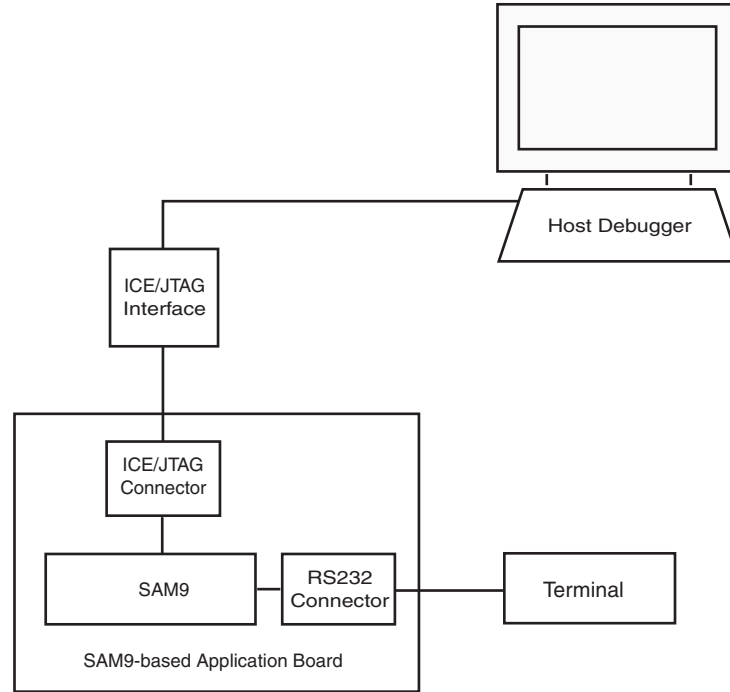 Host Debugger
ICE/JTAG
Interface
ICE/JTAG
Connector
SAM9
RS232
Connector
Terminal
SAM9-based Application Board